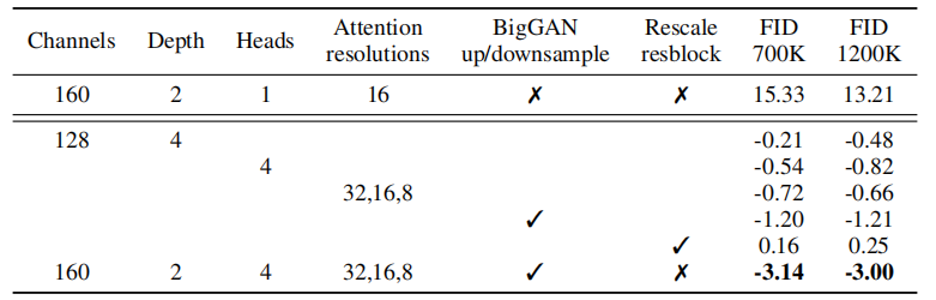 Channels Depth Heads Attention resolutions BigGAN up/downsample Rescale resblock FID 700K FID 1200K
160 2 1 16 ✗ ✗ 15.33 13.21
128 4 -0.21 -0.48
4 -0.54 -0.82
32,16,8 -0.72 -0.66
✓ -1.20 -1.21
✓ 0.16 0.25
160 2 4 32,16,8 ✓ ✗ -3.14 -3.00